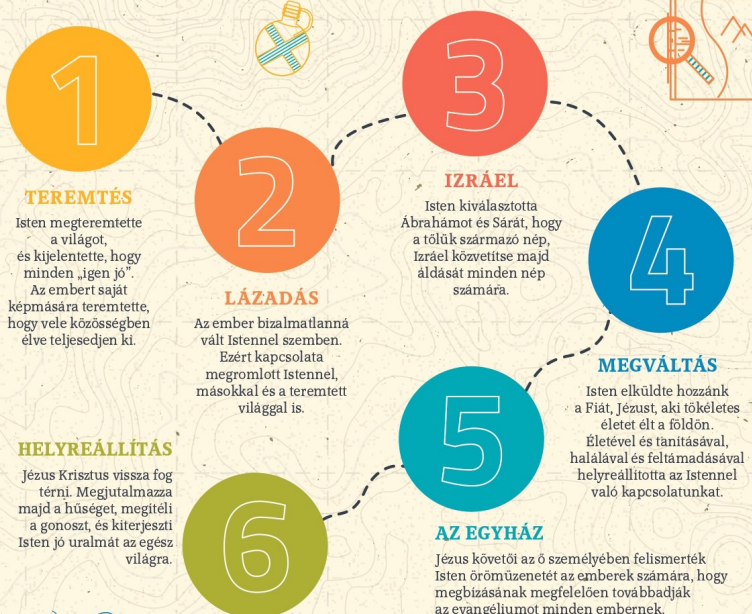 1
TEREMTÉS
Isten megteremtette
a világot,
és kijelentette, hogy
minden „igen jó”.
Az embert saját
képmására teremtette,
hogy vele közösségben
élve teljesedjen ki.
2
LÁZADÁS
Az ember bizalmatlanná
vált Istennel szemben.
Ezért kapcsolata
megromlott Istennel,
másokkal és a teremtett
világgal is.
3
IZRÁEL
Isten kiválasztotta
Ábrahámot és Sárát, hogy
a tőlük származó nép,
Izráel közvetítse majd
áldását minden nép
számára.
4
MEGVÁLTÁS
Isten elküldte hozzánk
a Fiát, Jézust, aki tökéletes
életet élt a földön.
Életével és tanításával,
halálával és feltámadásával
helyreállította az Istennel
való kapcsolatunkat.
5
AZ EGYHÁZ
Jézus követői az ő személyében felismerték
Isten örömüzenetét az emberek számára, hogy
megbízásának megfelelően továbbadják
az evangéliumot minden embernek.
6
HELYREÁLLÍTÁS
Jézus Krisztus vissza fog
térni. Megjutalmazza
majd a hűséget, megítéli
a gonoszt, és kiterjeszti
Isten jó uralmát az egész
világra.